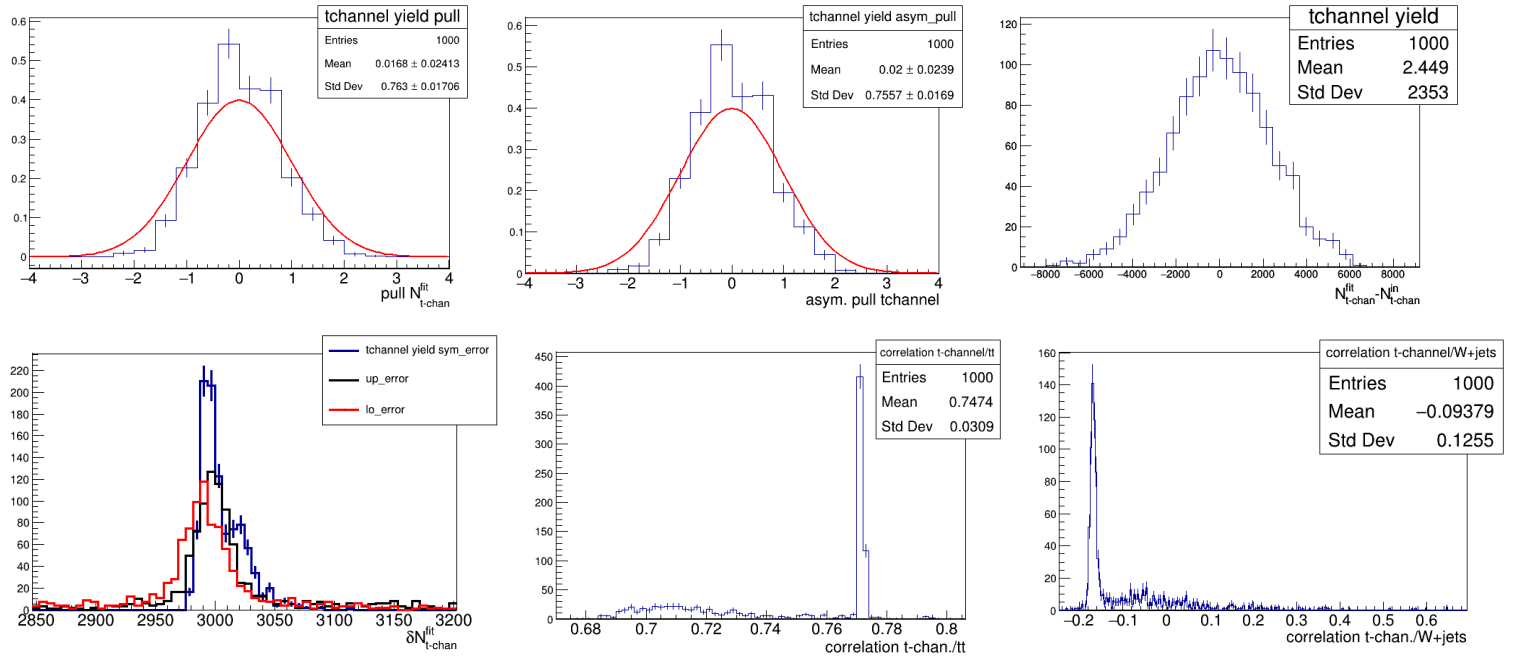 tchannel yield pull
Entries 1000
Mean 0.0168 ± 0.02413
Std Dev 0.763 ± 0.01706
0.6
0.5
0.4
0.3
0.2
0.1
0
−4 −3 −2 −1 0 1 2 3 4
pull N^fit_t-chan
tchannel yield asym_pull
Entries 1000
Mean 0.02 ± 0.0239
Std Dev 0.7557 ± 0.0169
0.6
0.5
0.4
0.3
0.2
0.1
0
−4 −3 −2 −1 0 1 2 3 4
asym. pull tchannel
tchannel yield
Entries 1000
Mean 2.449
Std Dev 2353
120
100
80
60
40
20
0
−8000 −6000 −4000 −2000 0 2000 4000 6000 8000
N^fit_t-chan-N^in_t-chan
tchannel yield sym_error
up_error
lo_error
220
200
180
160
140
120
100
80
60
40
20
0
2850 2900 2950 3000 3050 3100 3150 3200
δN^fit_t-chan
correlation t-channel/tt
Entries 1000
Mean 0.7474
Std Dev 0.0309
450
400
350
300
250
200
150
100
50
0
0.68 0.7 0.72 0.74 0.76 0.78 0.8
correlation t-chan./tt
correlation t-channel/W+jets
Entries 1000
Mean −0.09379
Std Dev 0.1255
160
140
120
100
80
60
40
20
0
−0.2 −0.1 0 0.1 0.2 0.3 0.4 0.5 0.6
correlation t-chan./W+jets